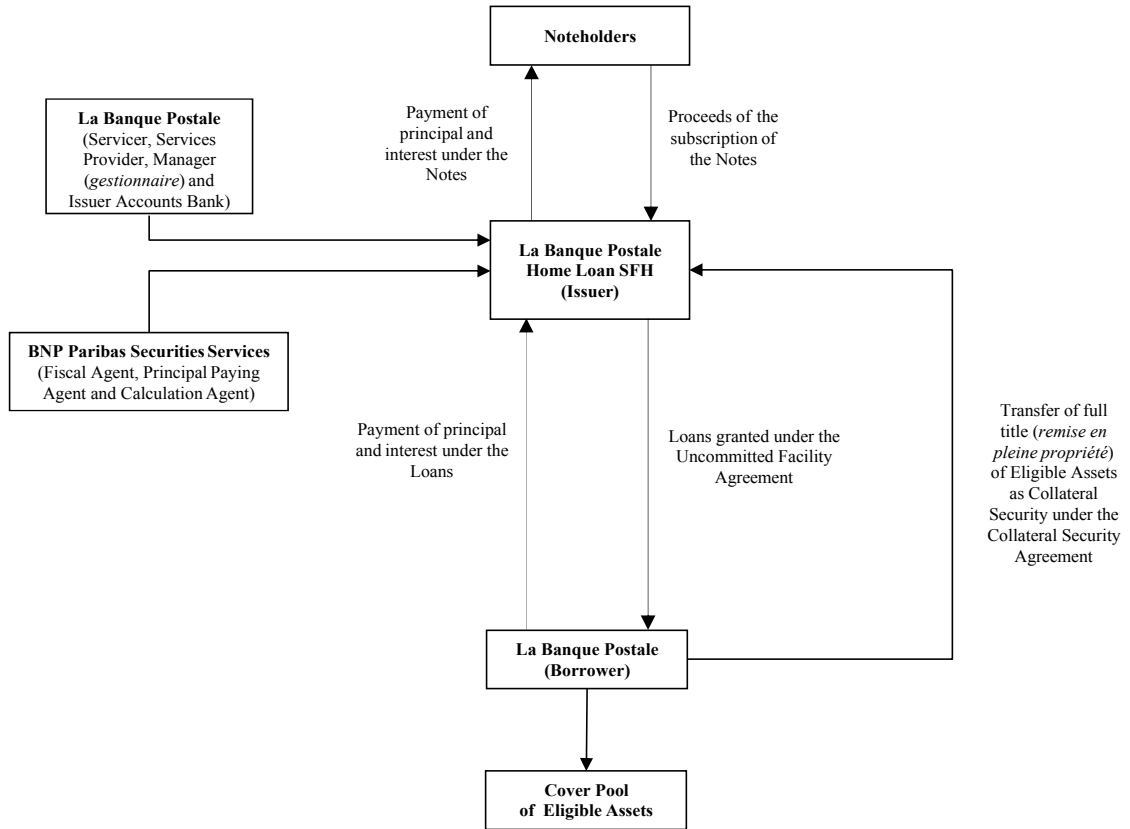 Noteholders
La Banque Postale
(Servicer, Services
Provider, Manager
(gestionnaire) and
Issuer Accounts Bank)
Payment of
principal and
interest under the
Notes
Proceeds of the
subscription of
the Notes
La Banque Postale
Home Loan SFH
(Issuer)
BNP Paribas Securities Services
(Fiscal Agent, Principal Paying
Agent and Calculation Agent)
Payment of principal
and interest under the
Loans
Loans granted under the
Uncommitted Facility
Agreement
Transfer of full
title (remise en
pleine propriété)
of Eligible Assets
as Collateral
Security under the
Collateral Security
Agreement
La Banque Postale
(Borrower)
Cover Pool
of Eligible Assets